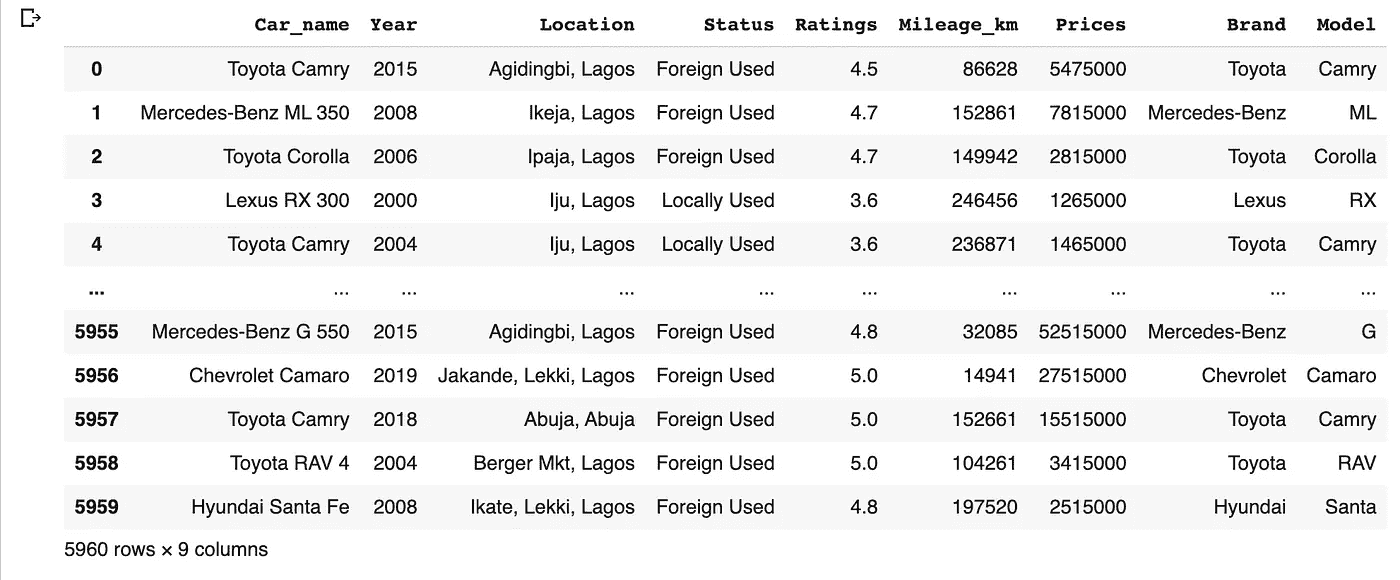 Car_name Year Location Status Ratings Mileage_km Prices Brand Model
0 Toyota Camry 2015 Agidingbi, Lagos Foreign Used 4.5 86628 5475000 Toyota Camry
1 Mercedes-Benz ML 350 2008 Ikeja, Lagos Foreign Used 4.7 152861 7815000 Mercedes-Benz ML
2 Toyota Corolla 2006 Ipaja, Lagos Foreign Used 4.7 149942 2815000 Toyota Corolla
3 Lexus RX 300 2000 Iju, Lagos Locally Used 3.6 246456 1265000 Lexus RX
4 Toyota Camry 2004 Iju, Lagos Locally Used 3.6 236871 1465000 Toyota Camry
... ... ... ... ... ... ... ... ... ...
5955 Mercedes-Benz G 550 2015 Agidingbi, Lagos Foreign Used 4.8 32085 52515000 Mercedes-Benz G
5956 Chevrolet Camaro 2019 Jakande, Lekki, Lagos Foreign Used 5.0 14941 27515000 Chevrolet Camaro
5957 Toyota Camry 2018 Abuja, Abuja Foreign Used 5.0 152661 15515000 Toyota Camry
5958 Toyota RAV 4 2004 Berger Mkt, Lagos Foreign Used 5.0 104261 3415000 Toyota RAV
5959 Hyundai Santa Fe 2008 Ikate, Lekki, Lagos Foreign Used 4.8 197520 2515000 Hyundai Santa
5960 rows × 9 columns